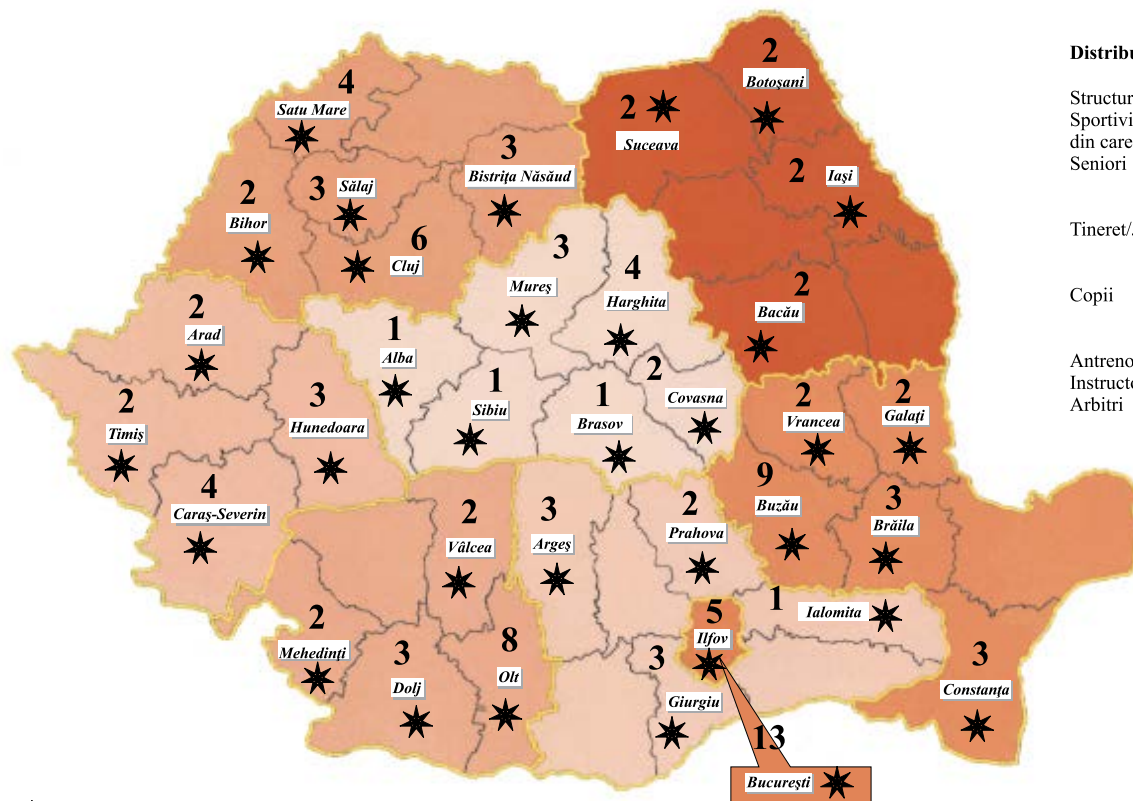 2
Botoşani
Distribu
4
Satu Mare
2
Suceava
Structur
Sportivi
din care
Seniori
3
Bistriţa Năsăud
2
Iaşi
2
Bihor
3
Sălaj
6
Cluj
Tineret/.
3
Mureş
4
Harghita
2
Bacău
Copii
2
Arad
1
Alba
1
Sibiu
1
Brasov
2
Covasna
2
Vrancea
2
Galaţi
Antreno
Instructo
Arbitri
2
Timiş
3
Hunedoara
4
Caraş-Severin
2
Vâlcea
3
Argeş
2
Prahova
9
Buzău
3
Brăila
2
Mehedinţi
3
Dolj
8
Olt
3
Giurgiu
5
Ilfov
1
Ialomita
3
Constanţa
13
Bucureşti